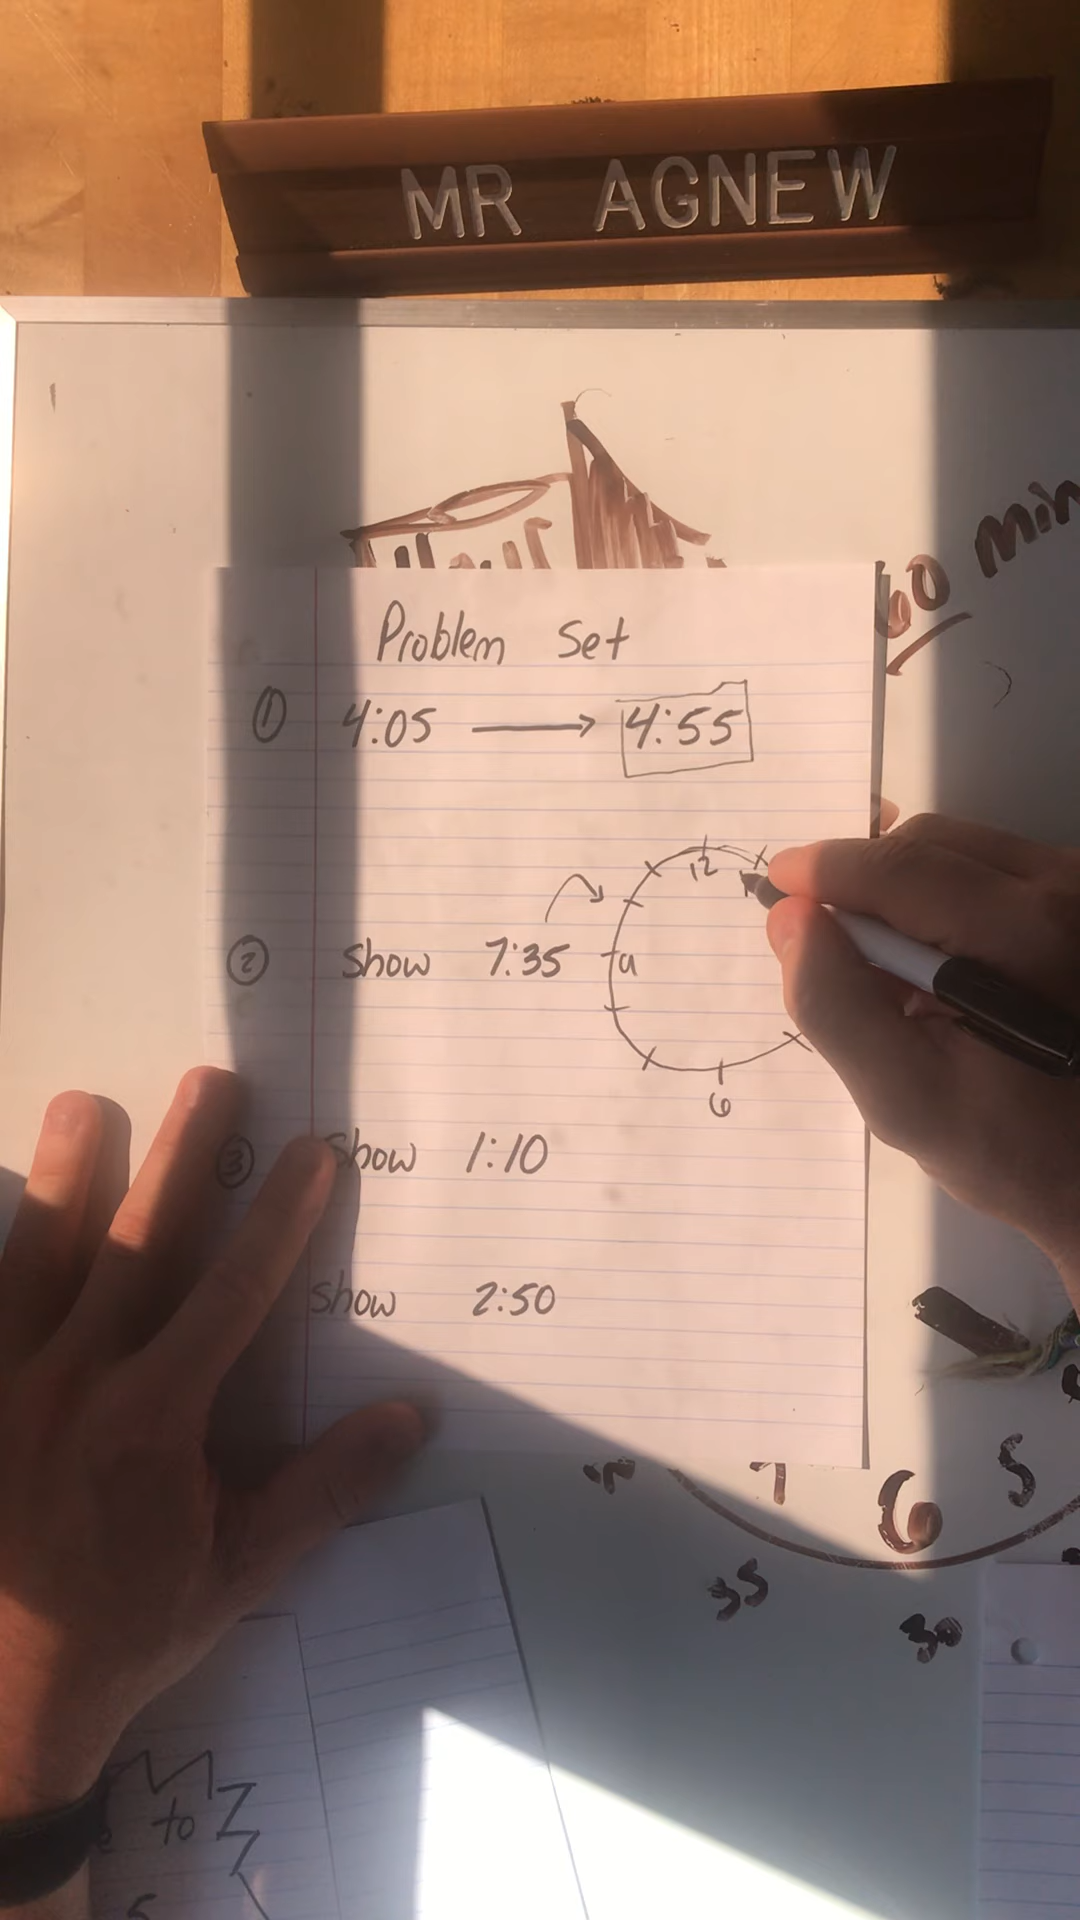 MR AGNEW
60 min
Problem Set
① 4:05 → 4:55
12
② Show 7:35
9
6
③ Show 1:10
Show 2:50
7 6 5
35
30
to